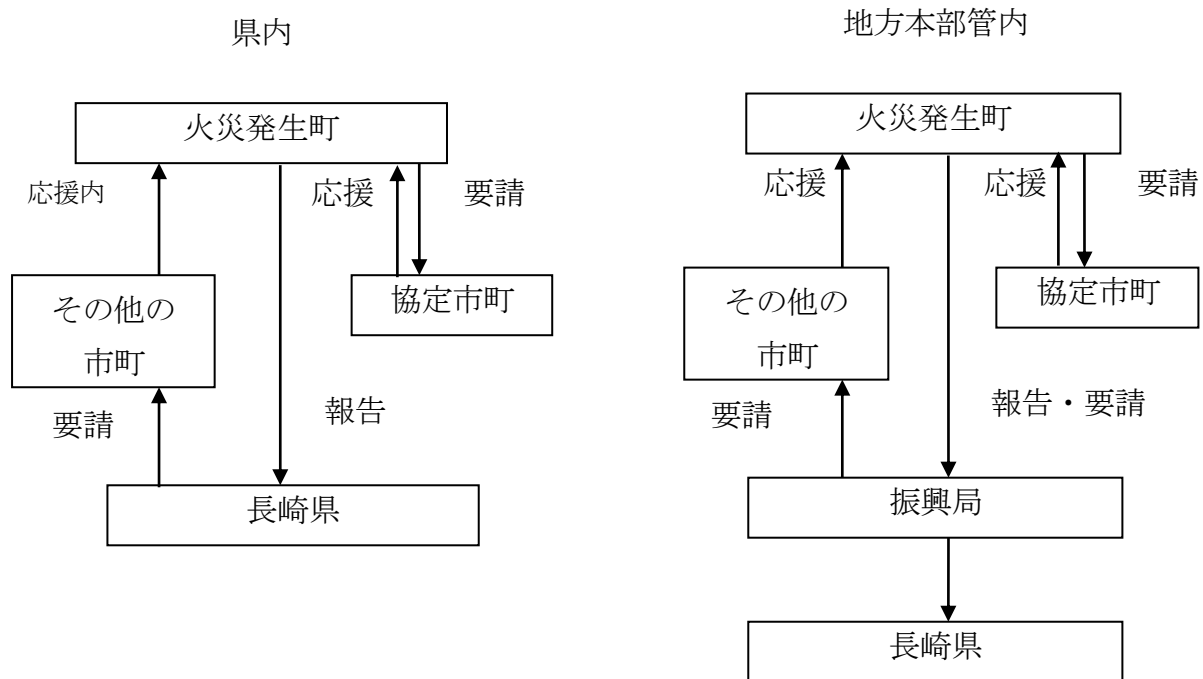 県内
火災発生町
応援内
応援
要請
その他の
市町
協定市町
要請
報告
長崎県
地方本部管内
火災発生町
応援
応援
要請
その他の
市町
協定市町
要請
報告・要請
振興局
長崎県